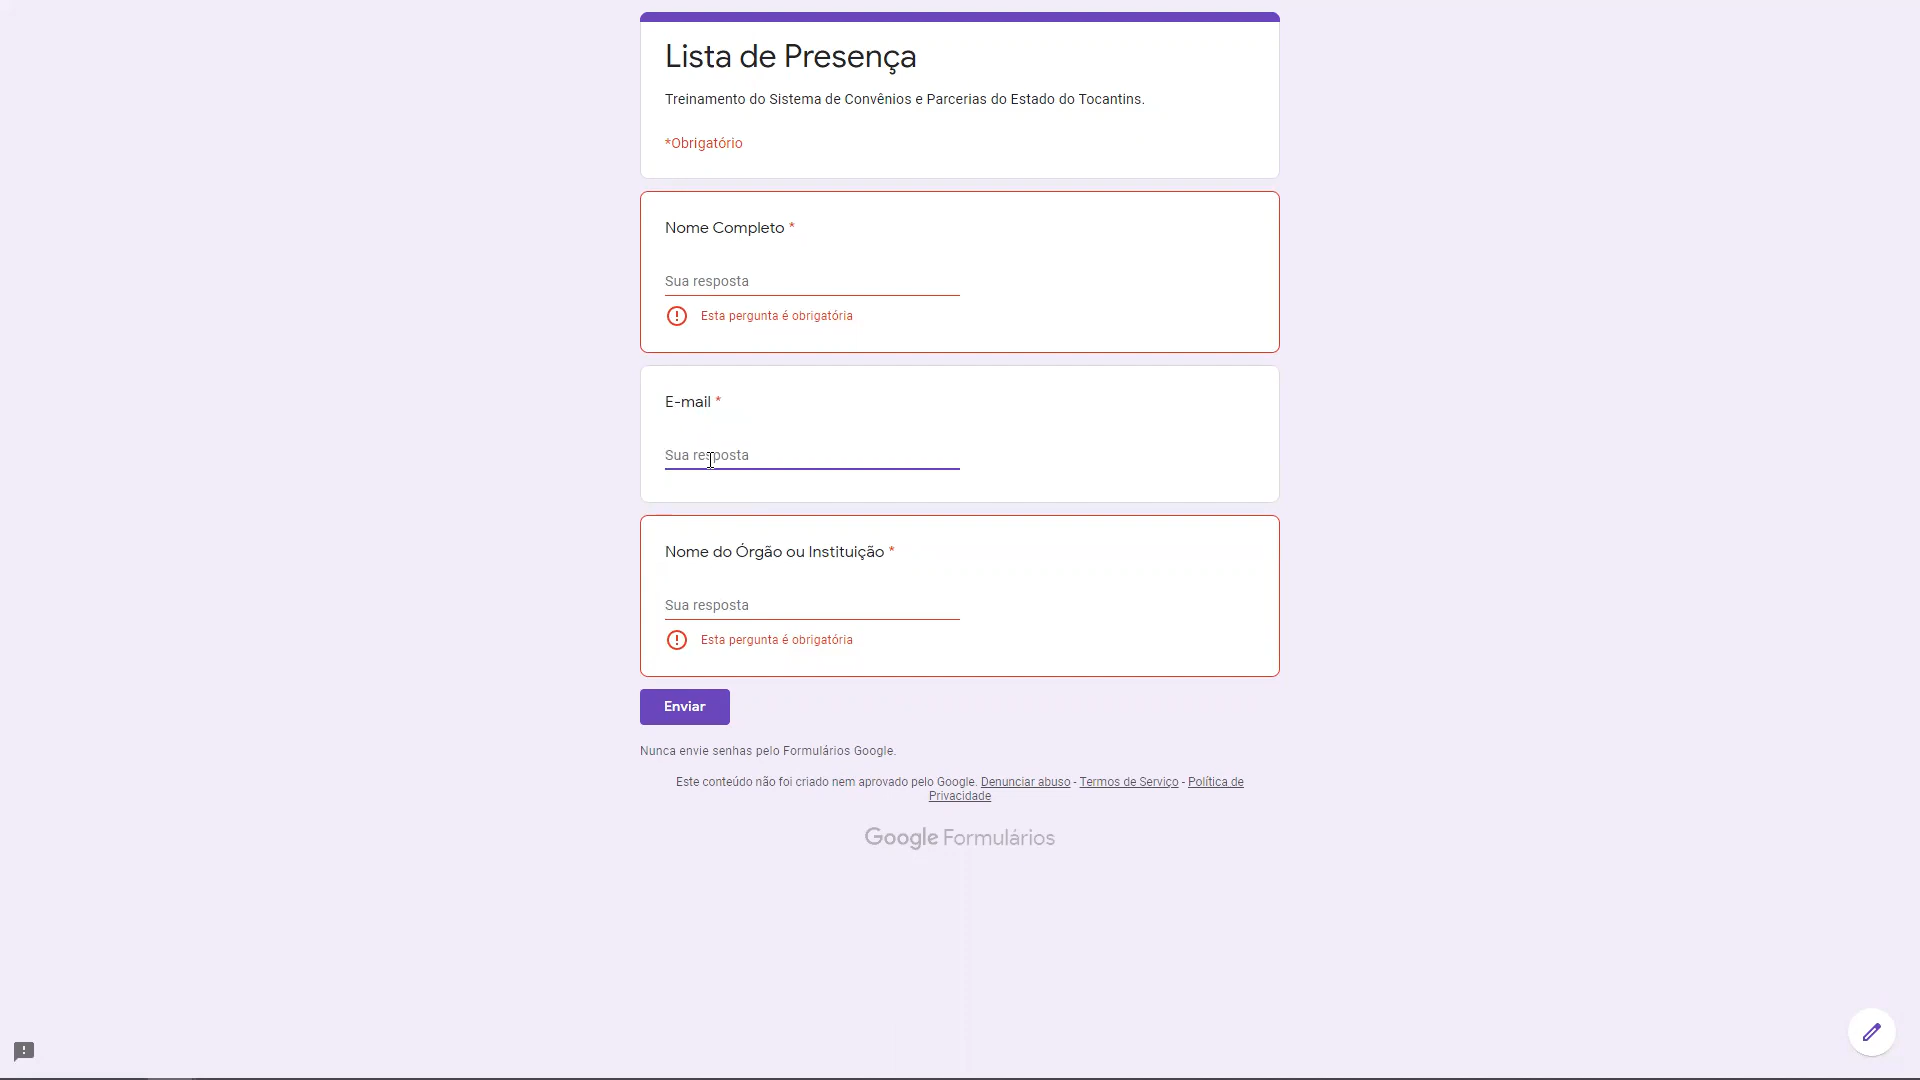 Lista de Presença
Treinamento do Sistema de Convênios e Parcerias do Estado do Tocantins.
*Obrigatório
Nome Completo *
Sua resposta
Esta pergunta é obrigatória
E-mail *
Sua resposta
Nome do Órgão ou Instituição *
Sua resposta
Esta pergunta é obrigatória
Enviar
Nunca envie senhas pelo Formulários Google.
Este conteúdo não foi criado nem aprovado pelo Google. Denunciar abuso - Termos de Serviço - Política de
Privacidade
Google Formulários